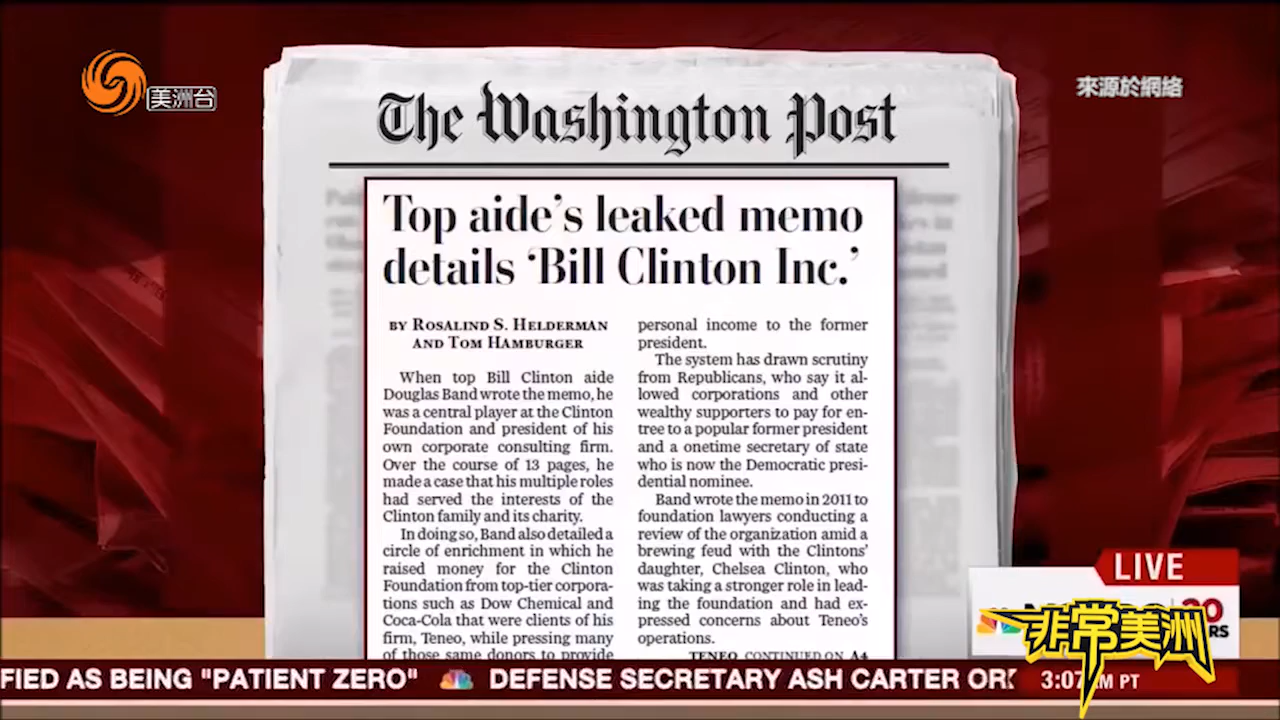 美洲台
來源於網絡
The Washington Post
Top aide's leaked memo
details 'Bill Clinton Inc.'
BY ROSALIND S. HELDERMAN
AND TOM HAMBURGER
When top Bill Clinton aide
Douglas Band wrote the memo, he
was a central player at the Clinton
Foundation and president of his
own corporate consulting firm.
Over the course of 13 pages, he
made a case that his multiple roles
had served the interests of the
Clinton family and its charity.
In doing so, Band also detailed a
circle of enrichment in which he
raised money for the Clinton
Foundation from top-tier corpora-
tions such as Dow Chemical and
Coca-Cola that were clients of his
firm, Teneo, while pressing many
of those same donors to provide
personal income to the former
president.
The system has drawn scrutiny
from Republicans, who say it al-
lowed corporations and other
wealthy supporters to pay for en-
tree to a popular former president
and a onetime secretary of state
who is now the Democratic presi-
dential nominee.
Band wrote the memo in 2011 to
foundation lawyers conducting a
review of the organization amid a
brewing feud with the Clintons'
daughter, Chelsea Clinton, who
was taking a stronger role in lead-
ing the foundation and had ex-
pressed concerns about Teneo's
operations.
TENEO CONTINUED ON A4
LIVE
非常美洲
FIED AS BEING "PATIENT ZERO" DEFENSE SECRETARY ASH CARTER
3:07 PT